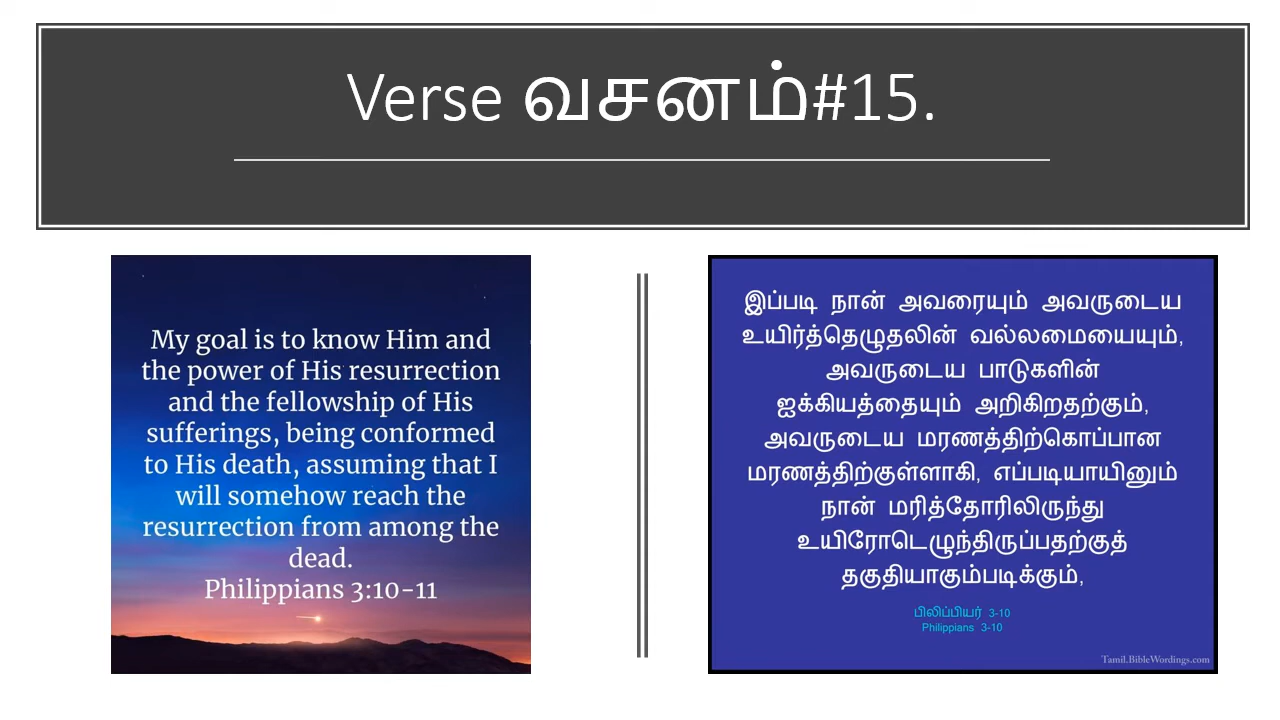 Verse வசனம்#15.
My goal is to know Him and
the power of His resurrection
and the fellowship of His
sufferings, being conformed
to His death, assuming that I
will somehow reach the
resurrection from among the
dead.
Philippians 3:10-11
இப்படி நான் அவரையும் அவருடைய
உயிர்த்தெழுதலின் வல்லமையையும்,
அவருடைய பாடுகளின்
ஐக்கியத்தையும் அறிகிறதற்கும்,
அவருடைய மரணத்திற்கொப்பான
மரணத்திற்குள்ளாகி, எப்படியாயினும்
நான் மரித்தோரிலிருந்து
உயிரோடெழுந்திருப்பதற்குத்
தகுதியாகும்படிக்கும்,
பிலிப்பியர் 3-10
Philippians 3-10
Tamil.BibleWordings.com